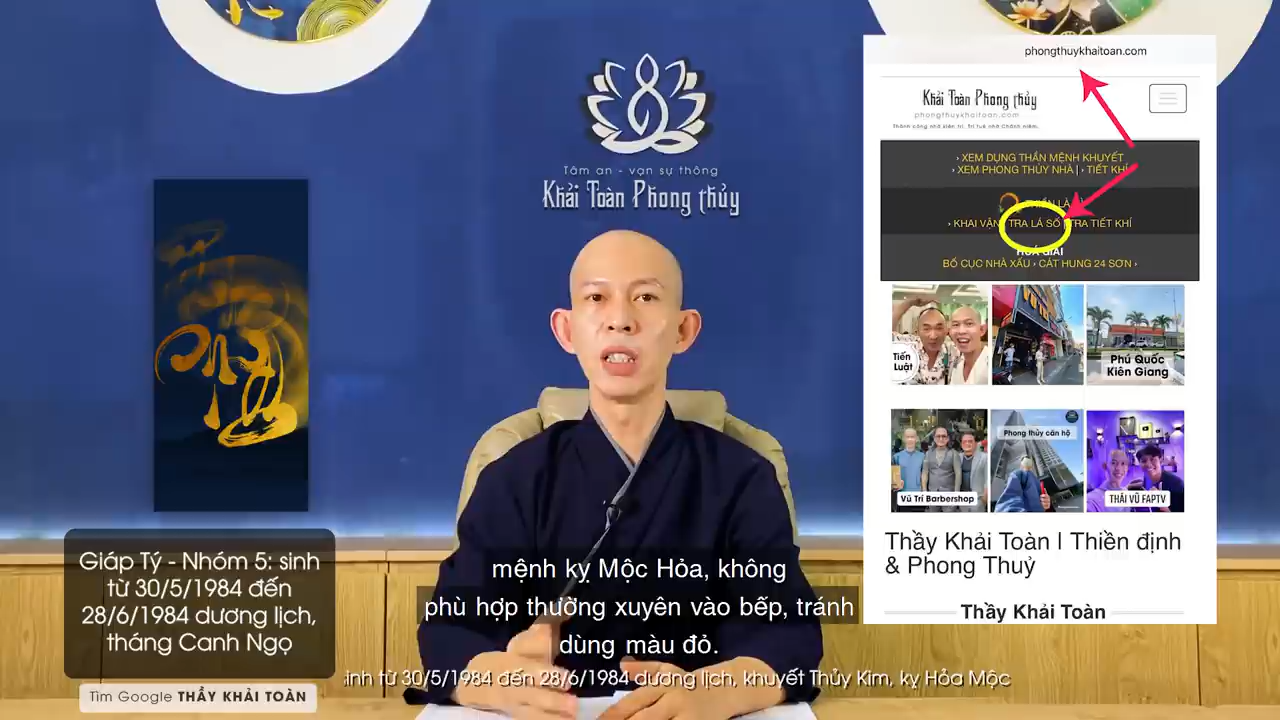 Tâm an - vạn sự thông
Khải Toàn Phong thủy
phongthuykhaitoan.com
Khải Toàn Phong thủy
phongthuykhaitoan.com
› XEM DỤNG THẦN MỆNH KHUYẾT
› XEM PHONG THỦY NHÀ | › TIẾT KHÍ
› KHAI VẬN TRA LÁ SỐ TRA TIẾT KHÍ
HOÁ GIẢI
BỐ CỤC NHÀ XẤU › CÁT HUNG 24 SƠN ›
Tiến
Luật
Phú Quốc
Kiên Giang
Phong thủy căn hộ
Vũ Trí Barbershop
THÁI VŨ FAPTV
Thầy Khải Toàn | Thiền định
& Phong Thuỷ
Thầy Khải Toàn
Giáp Tý - Nhóm 5: sinh
từ 30/5/1984 đến
28/6/1984 dương lịch,
tháng Canh Ngọ
Tìm Google THẦY KHẢI TOÀN
mệnh kỵ Mộc Hỏa, không
phù hợp thường xuyên vào bếp, tránh
dùng màu đỏ.
từ 30/5/1984 đến 28/6/1984 dương lịch, khuyết Thủy Kim, kỵ Hỏa Mộc